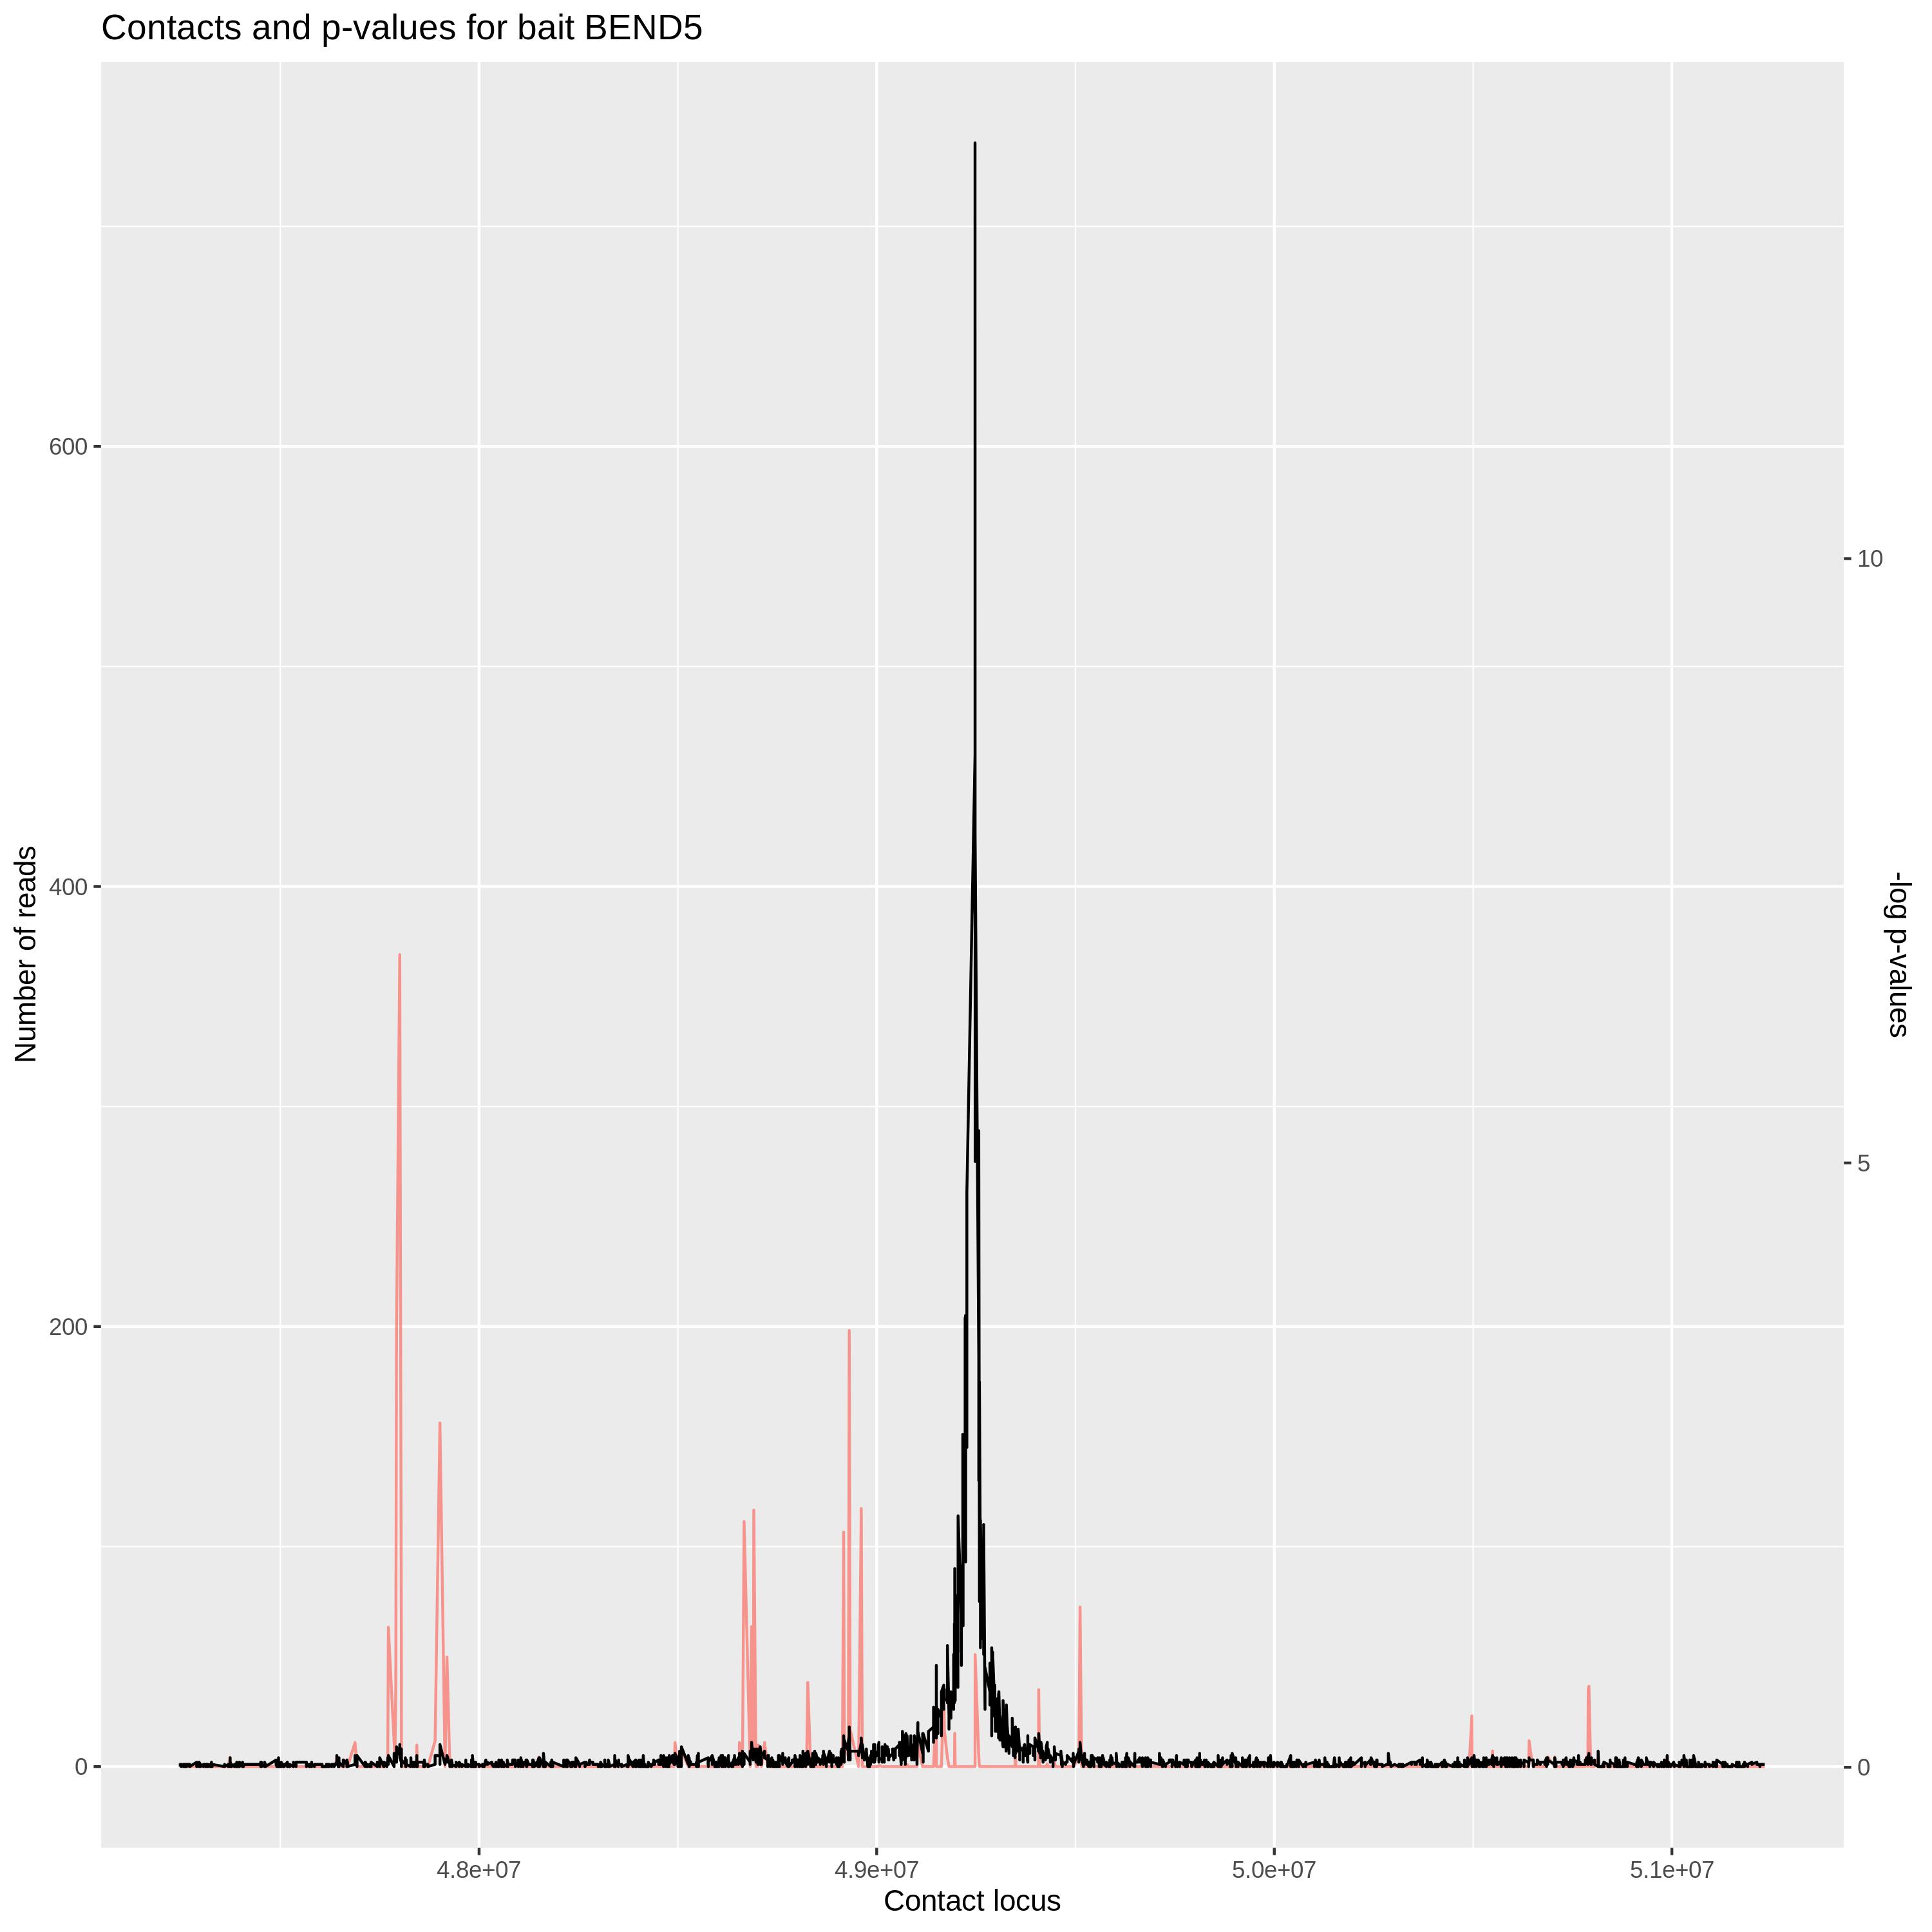 Contacts and p-values for bait BEND5
600
400
200
0
Number of reads
10
5
0
-log p-values
4.8e+07
4.9e+07
5.0e+07
5.1e+07
Contact locus